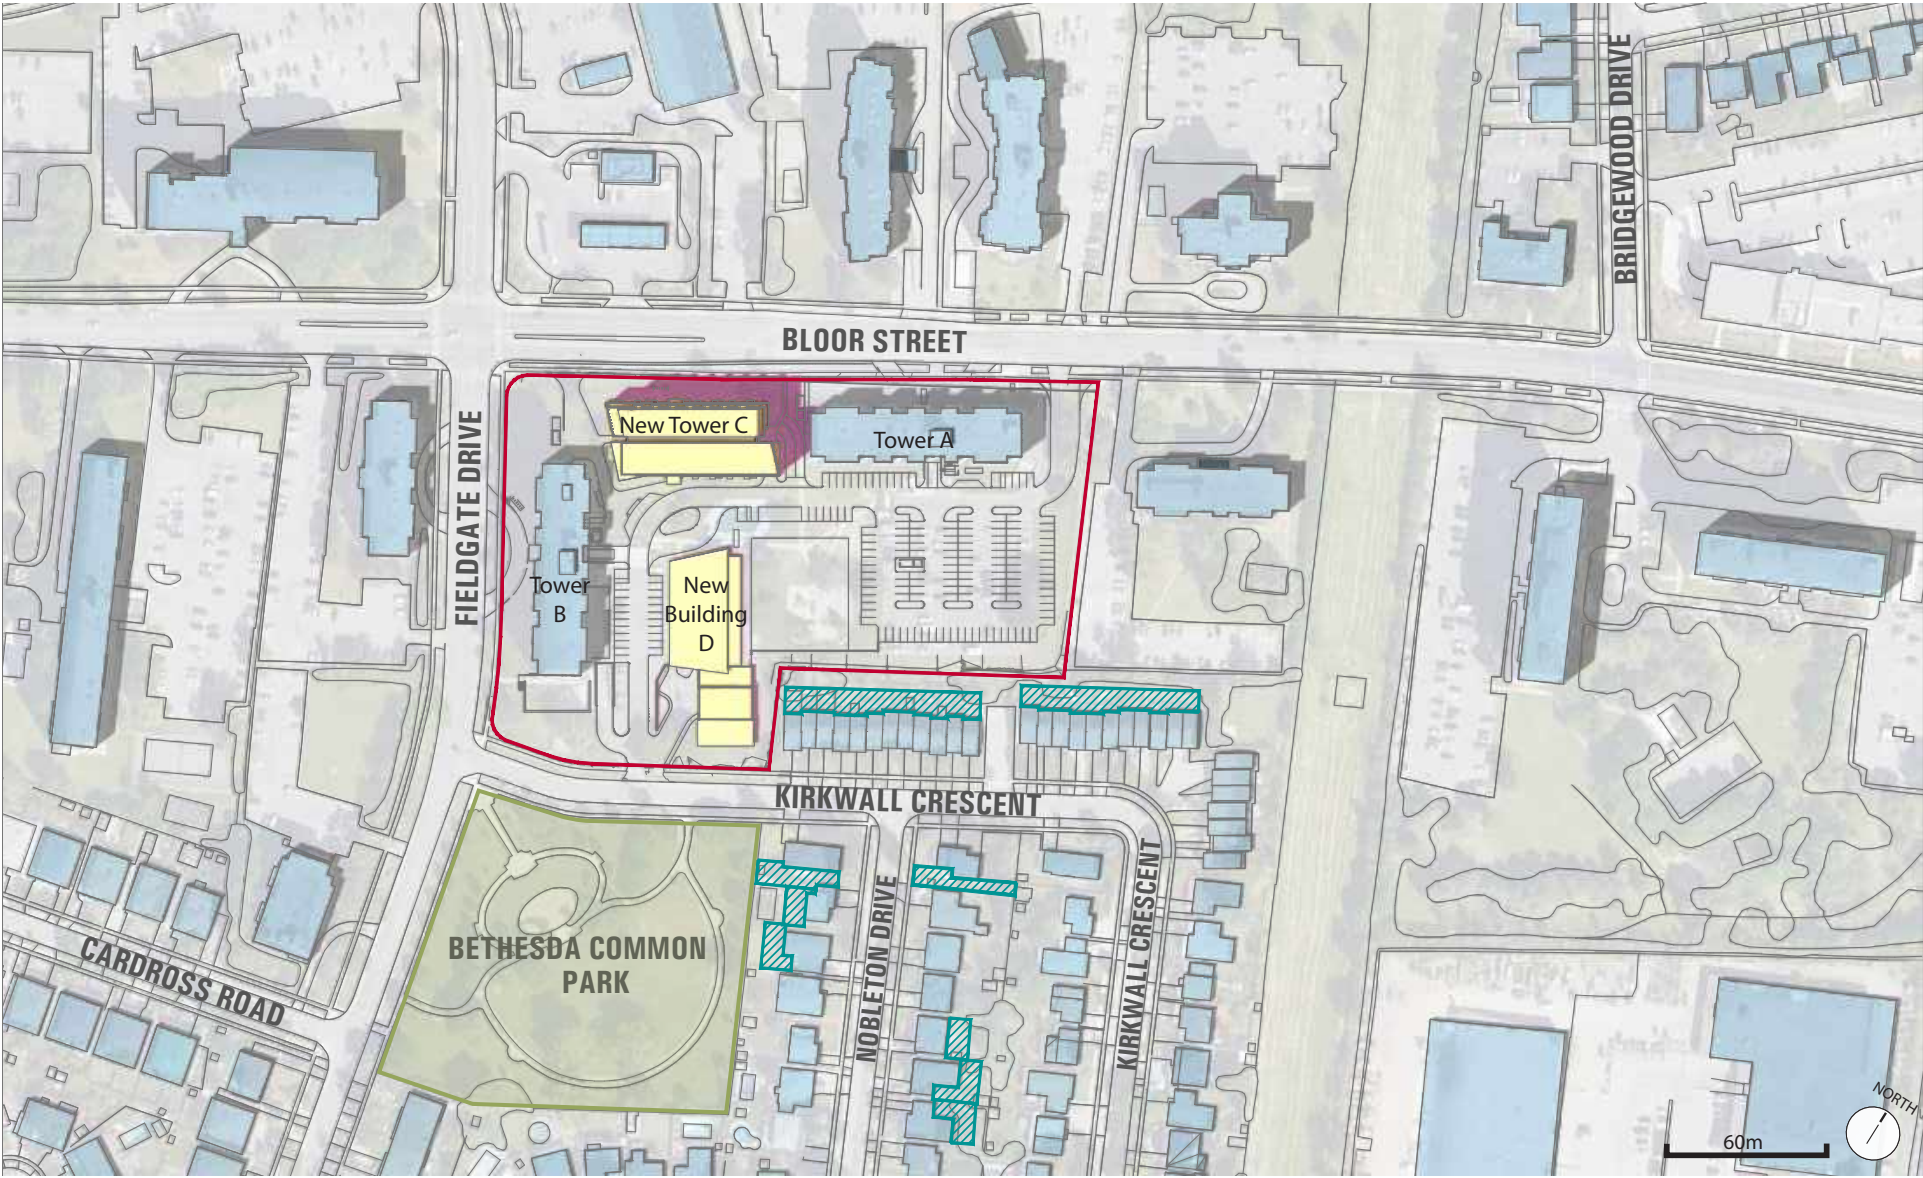 BRIDGEWOOD DRIVE
BLOOR STREET
New Tower C
Tower A
FIELDGATE DRIVE
Tower
B
New
Building
D
KIRKWALL CRESCENT
KIRKWALL CRESCENT
NOBLETON DRIVE
BETHESDA COMMON
PARK
CARDROSS ROAD
NORTH
60m